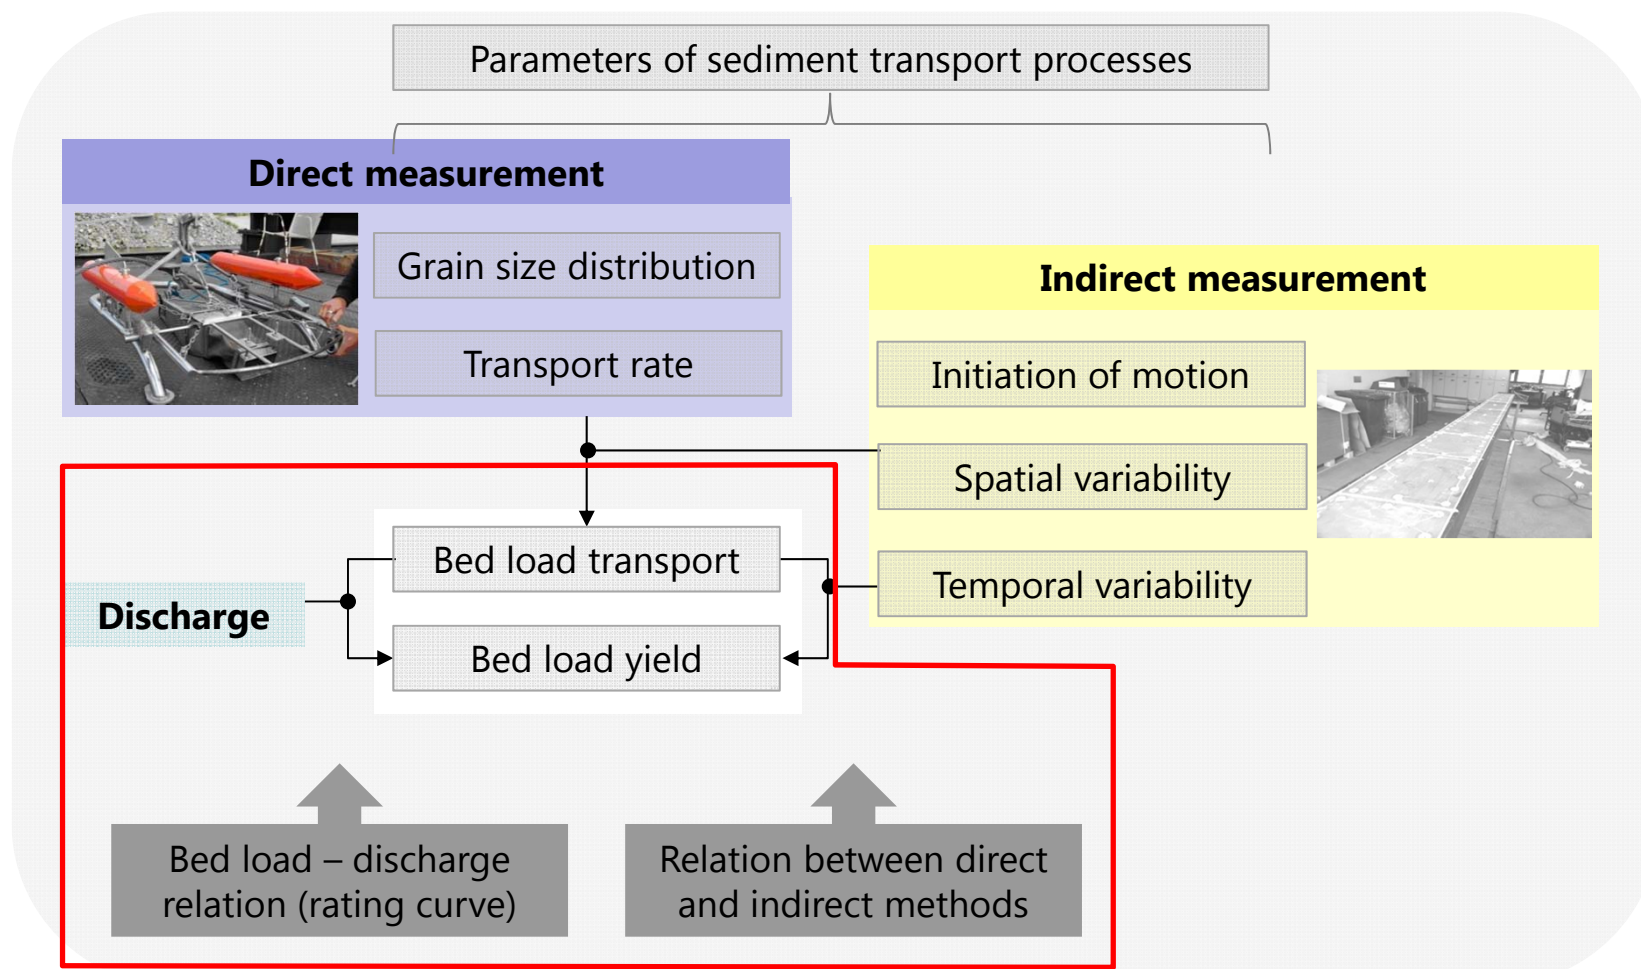 Parameters of sediment transport processes
Direct measurement
Grain size distribution
Transport rate
Indirect measurement
Initiation of motion
Spatial variability
Temporal variability
Bed load transport
Discharge
Bed load yield
Bed load – discharge
relation (rating curve)
Relation between direct
and indirect methods